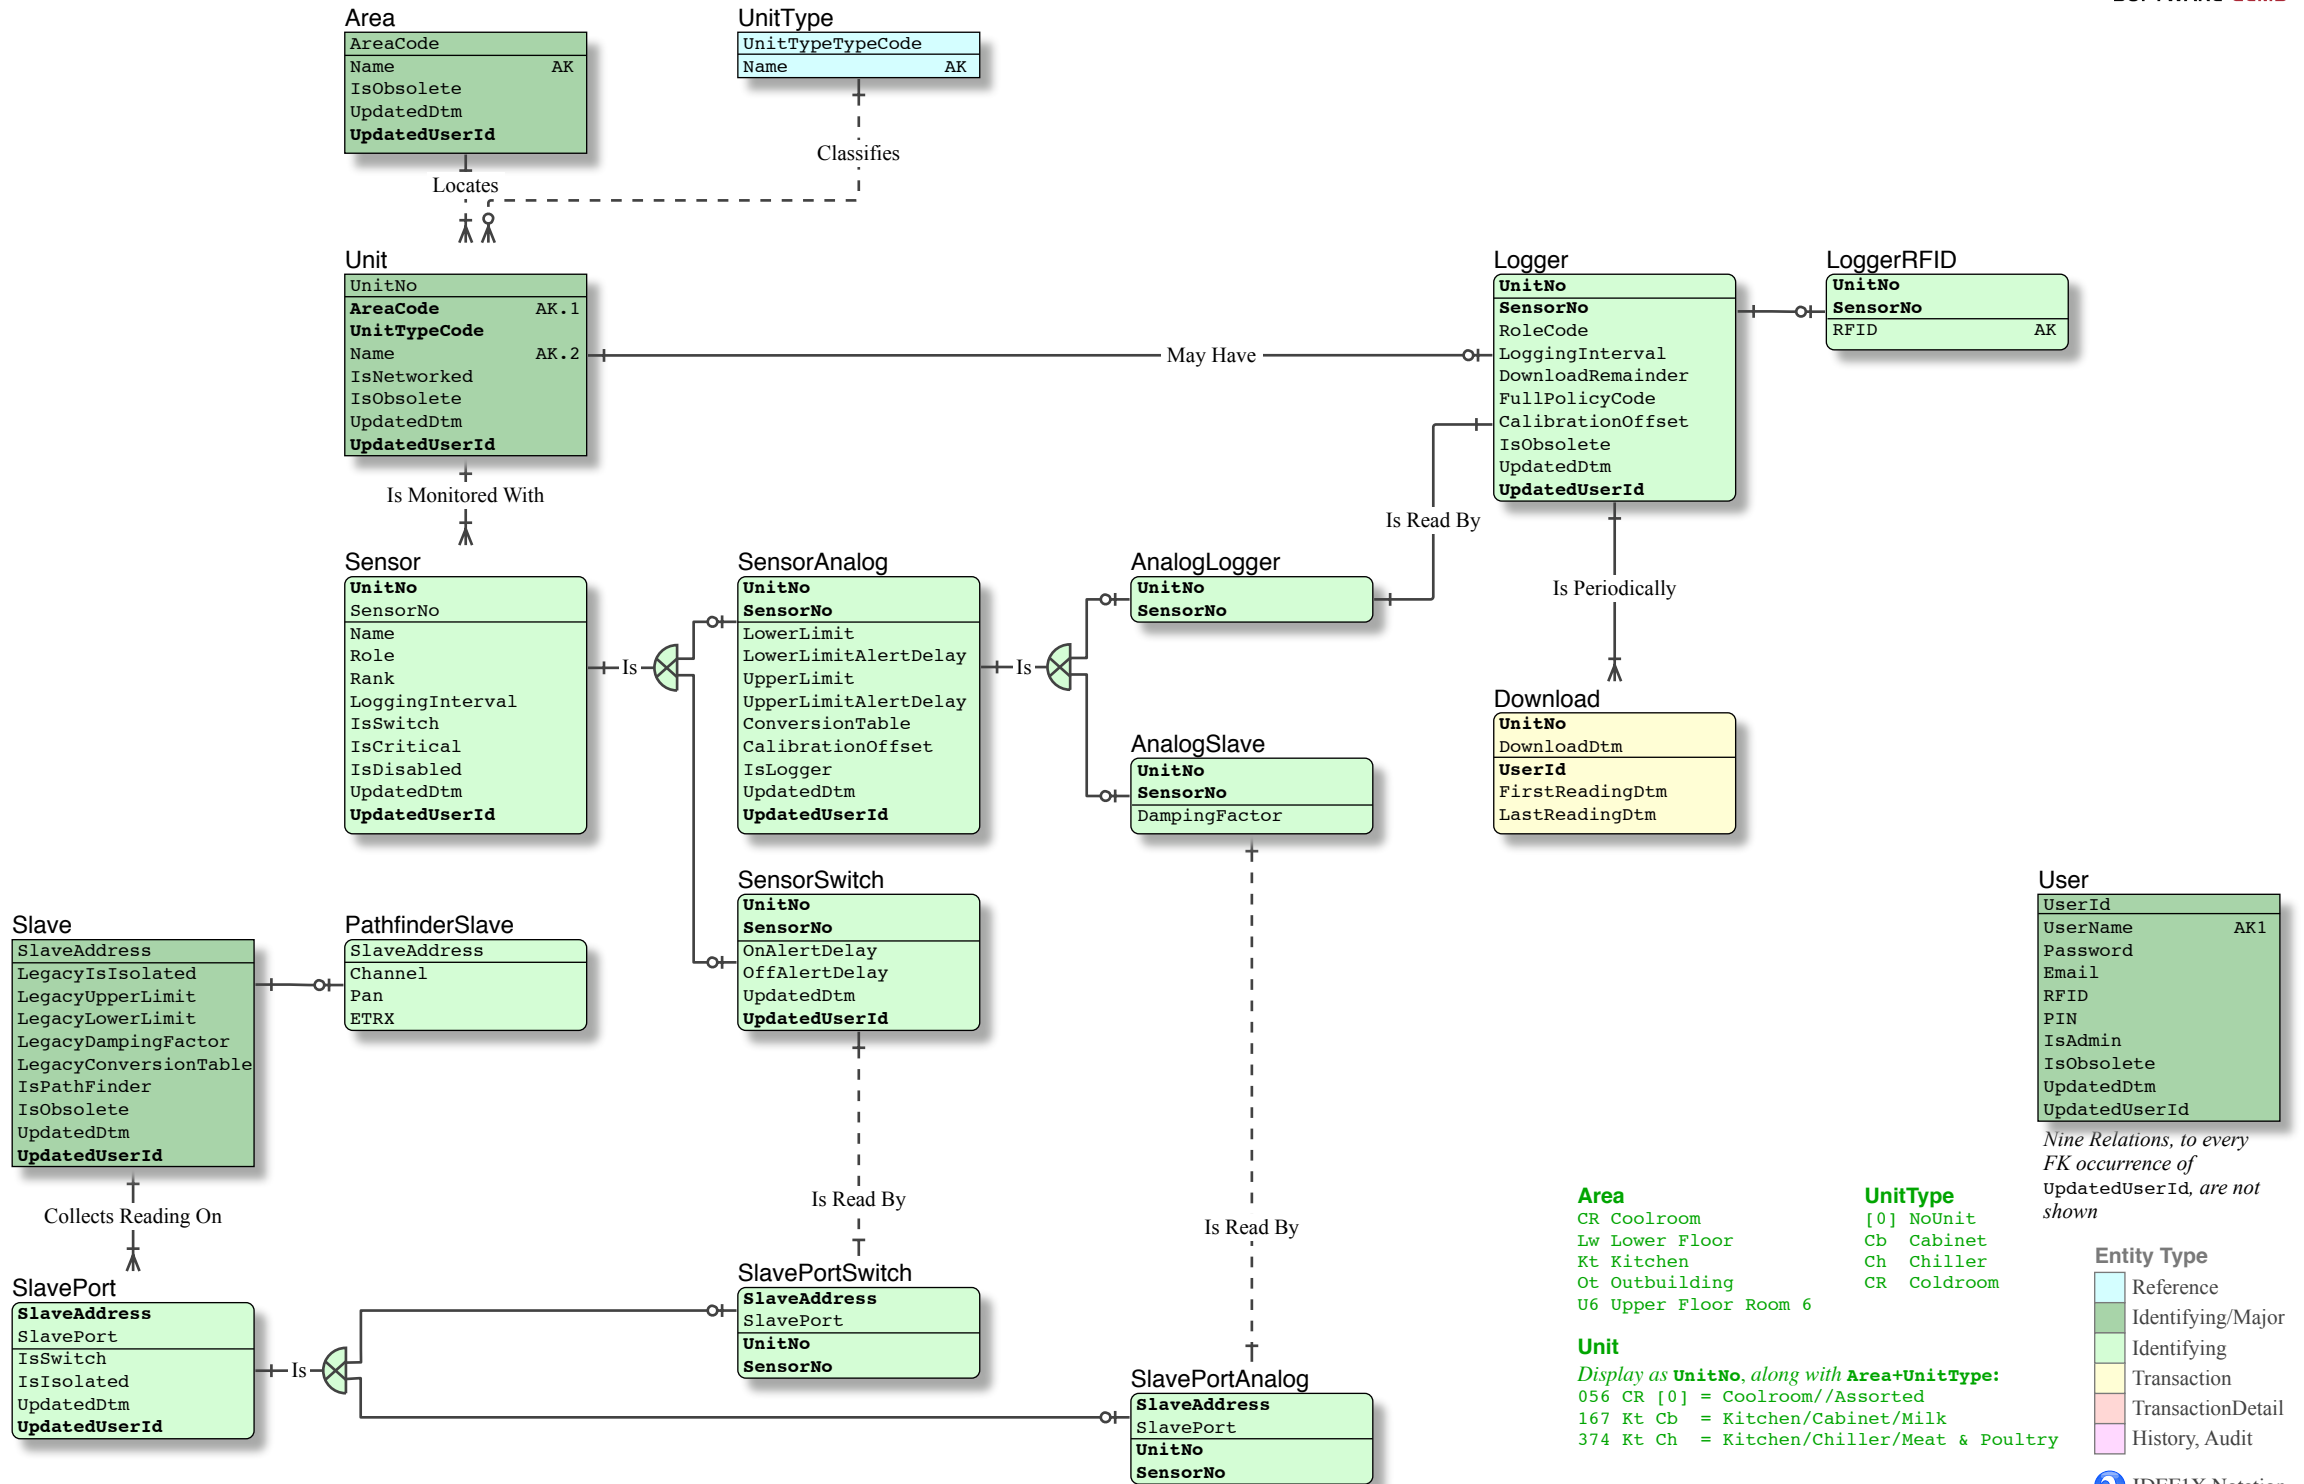 Area
AreaCode
Name AK
IsObsolete
UpdatedDtm
UpdatedUserId
UnitType
UnitTypeTypeCode
Name AK
Classifies
Locates
Unit
UnitNo
AreaCode AK.1
UnitTypeCode
Name AK.2
IsNetworked
IsObsolete
UpdatedDtm
UpdatedUserId
May Have
Logger
UnitNo
SensorNo
RoleCode
LoggingInterval
DownloadRemainder
FullPolicyCode
CalibrationOffset
IsObsolete
UpdatedDtm
UpdatedUserId
LoggerRFID
UnitNo
SensorNo
RFID AK
Is Monitored With
Is Read By
Is Periodically
Sensor
UnitNo
SensorNo
Name
Role
Rank
LoggingInterval
IsSwitch
IsCritical
IsDisabled
UpdatedDtm
UpdatedUserId
Is
SensorAnalog
UnitNo
SensorNo
LowerLimit
LowerLimitAlertDelay
UpperLimit
UpperLimitAlertDelay
ConversionTable
CalibrationOffset
IsLogger
UpdatedDtm
UpdatedUserId
Is
AnalogLogger
UnitNo
SensorNo
AnalogSlave
UnitNo
SensorNo
DampingFactor
Download
UnitNo
DownloadDtm
UserId
FirstReadingDtm
LastReadingDtm
Slave
SlaveAddress
LegacyIsIsolated
LegacyUpperLimit
LegacyLowerLimit
LegacyDampingFactor
LegacyConversionTable
IsPathFinder
IsObsolete
UpdatedDtm
UpdatedUserId
PathfinderSlave
SlaveAddress
Channel
Pan
ETRX
SensorSwitch
UnitNo
SensorNo
OnAlertDelay
OffAlertDelay
UpdatedDtm
UpdatedUserId
User
UserId
UserName AK1
Password
Email
RFID
PIN
IsAdmin
IsObsolete
UpdatedDtm
UpdatedUserId
Nine Relations, to every
FK occurrence of
UpdatedUserId, are not
shown
Collects Reading On
Is Read By
Is Read By
SlavePort
SlaveAddress
SlavePort
IsSwitch
IsIsolated
UpdatedDtm
UpdatedUserId
Is
SlavePortSwitch
SlaveAddress
SlavePort
UnitNo
SensorNo
SlavePortAnalog
SlaveAddress
SlavePort
UnitNo
SensorNo
Area
CR Coolroom
Lw Lower Floor
Kt Kitchen
Ot Outbuilding
U6 Upper Floor Room 6
UnitType
[0] NoUnit
Cb Cabinet
Ch Chiller
CR Coldroom
Unit
Display as UnitNo, along with Area+UnitType:
056 CR [0] = Coolroom//Assorted
167 Kt Cb = Kitchen/Cabinet/Milk
374 Kt Ch = Kitchen/Chiller/Meat & Poultry
Entity Type
Reference
Identifying/Major
Identifying
Transaction
TransactionDetail
History, Audit